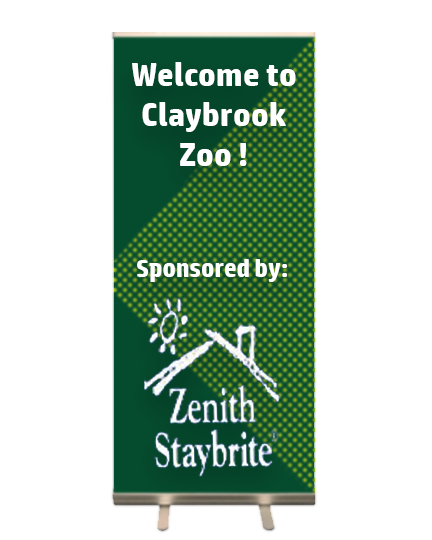 Welcome to
Claybrook
Zoo !
Sponsored by:
Zenith
Staybrite®